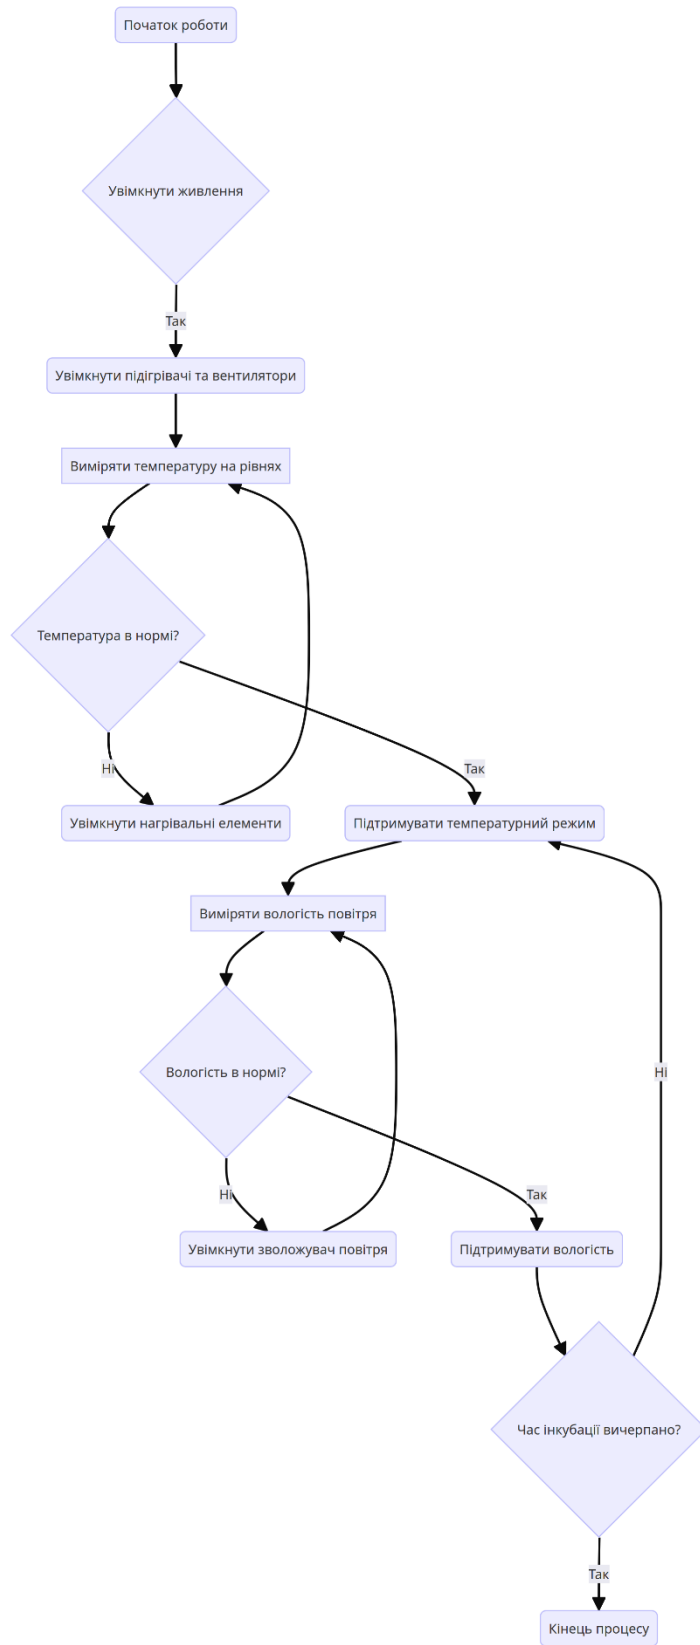 Початок роботи
Увімкнути живлення
Так
Увімкнути підігрівачі та вентилятори
Виміряти температуру на рівнях
Температура в нормі?
Ні
Так
Увімкнути нагрівальні елементи
Підтримувати температурний режим
Виміряти вологість повітря
Вологість в нормі?
Ні
Ні
Так
Увімкнути зволожувач повітря
Підтримувати вологість
Час інкубації вичерпано?
Так
Кінець процесу